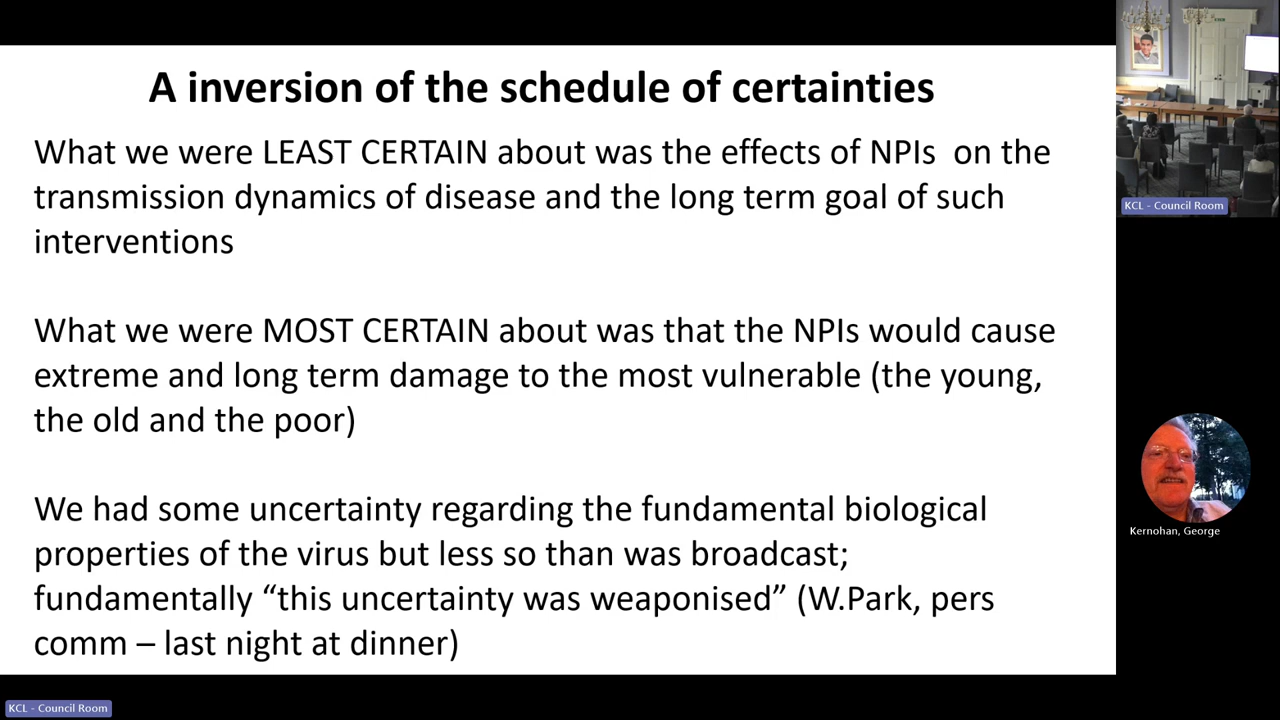 A inversion of the schedule of certainties
What we were LEAST CERTAIN about was the effects of NPIs on the
transmission dynamics of disease and the long term goal of such
interventions
What we were MOST CERTAIN about was that the NPIs would cause
extreme and long term damage to the most vulnerable (the young,
the old and the poor)
We had some uncertainty regarding the fundamental biological
properties of the virus but less so than was broadcast;
fundamentally “this uncertainty was weaponised” (W.Park, pers
comm – last night at dinner)
KCL - Council Room
Kernohan, George
KCL - Council Room